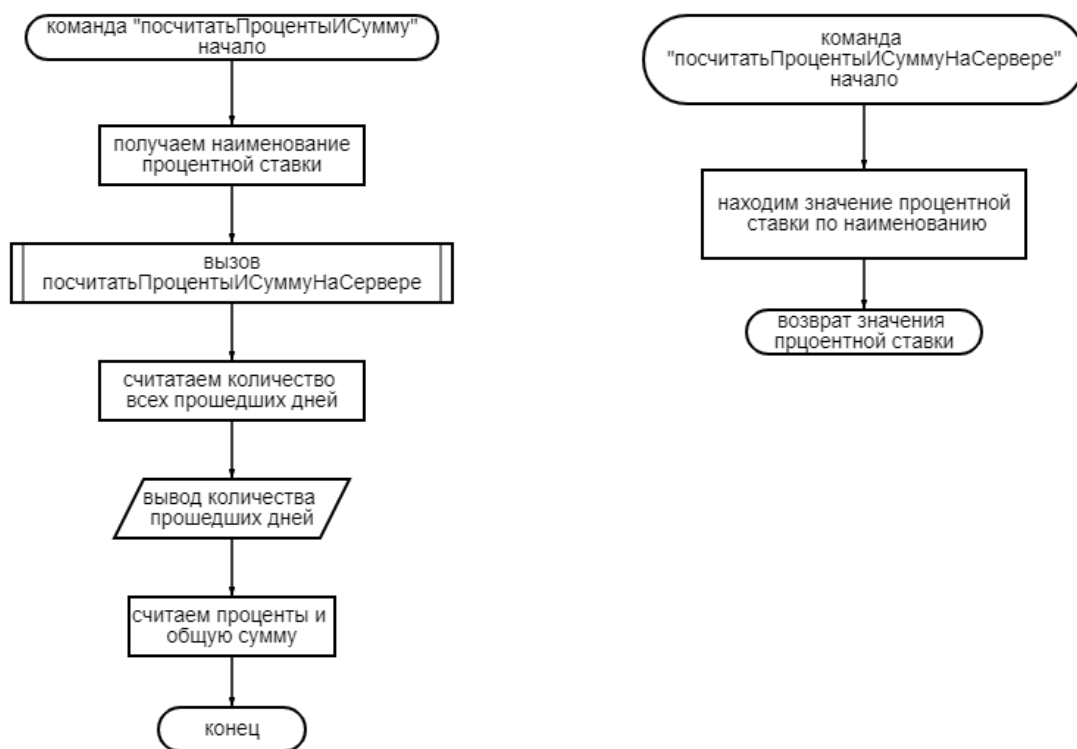 команда "посчитатьПроцентыИСумму"
начало
получаем наименование
процентной ставки
вызов
посчитатьПроцентыИСуммуНаСервере
считатаем количество
всех прошедших дней
вывод количества
прошедших дней
считаем проценты и
общую сумму
конец
команда
"посчитатьПроцентыИСуммуНаСервере"
начало
находим значение процентной
ставки по наименованию
возврат значения
прцоентной ставки